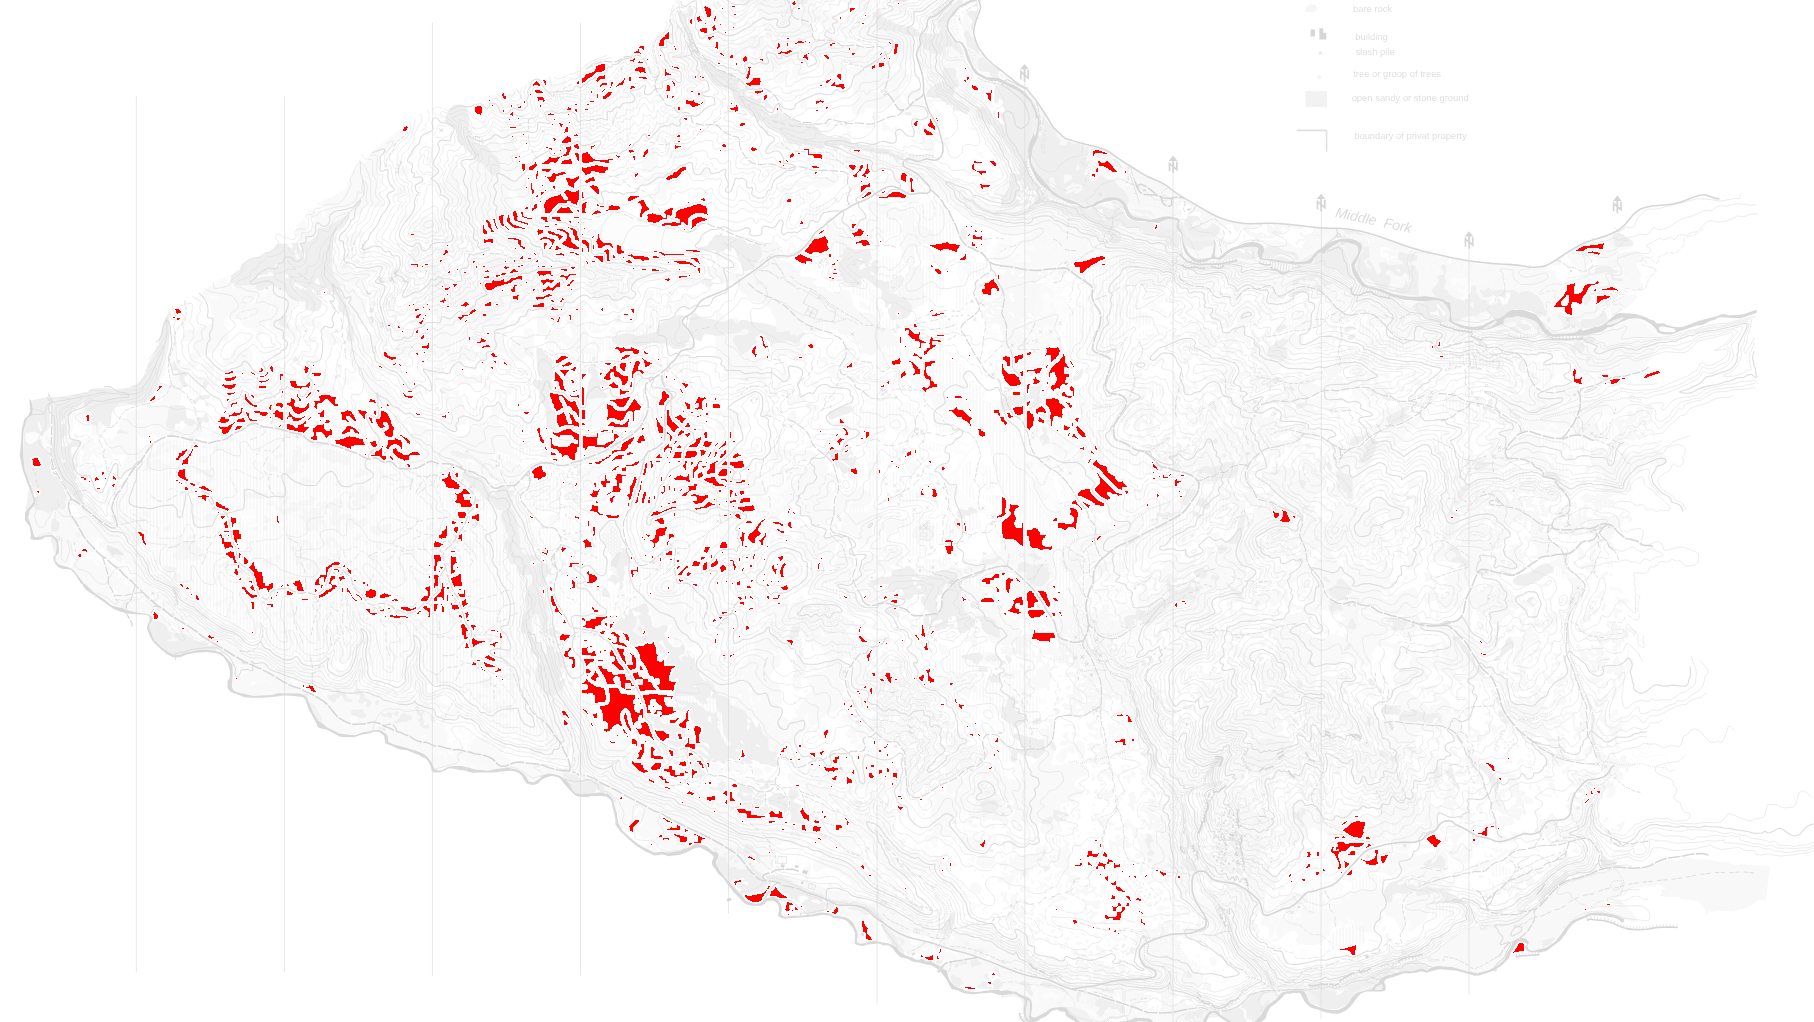 bare rock
building
slash pile
tree or groop of trees
open sandy or stone ground
boundary of privat property
Middle Fork